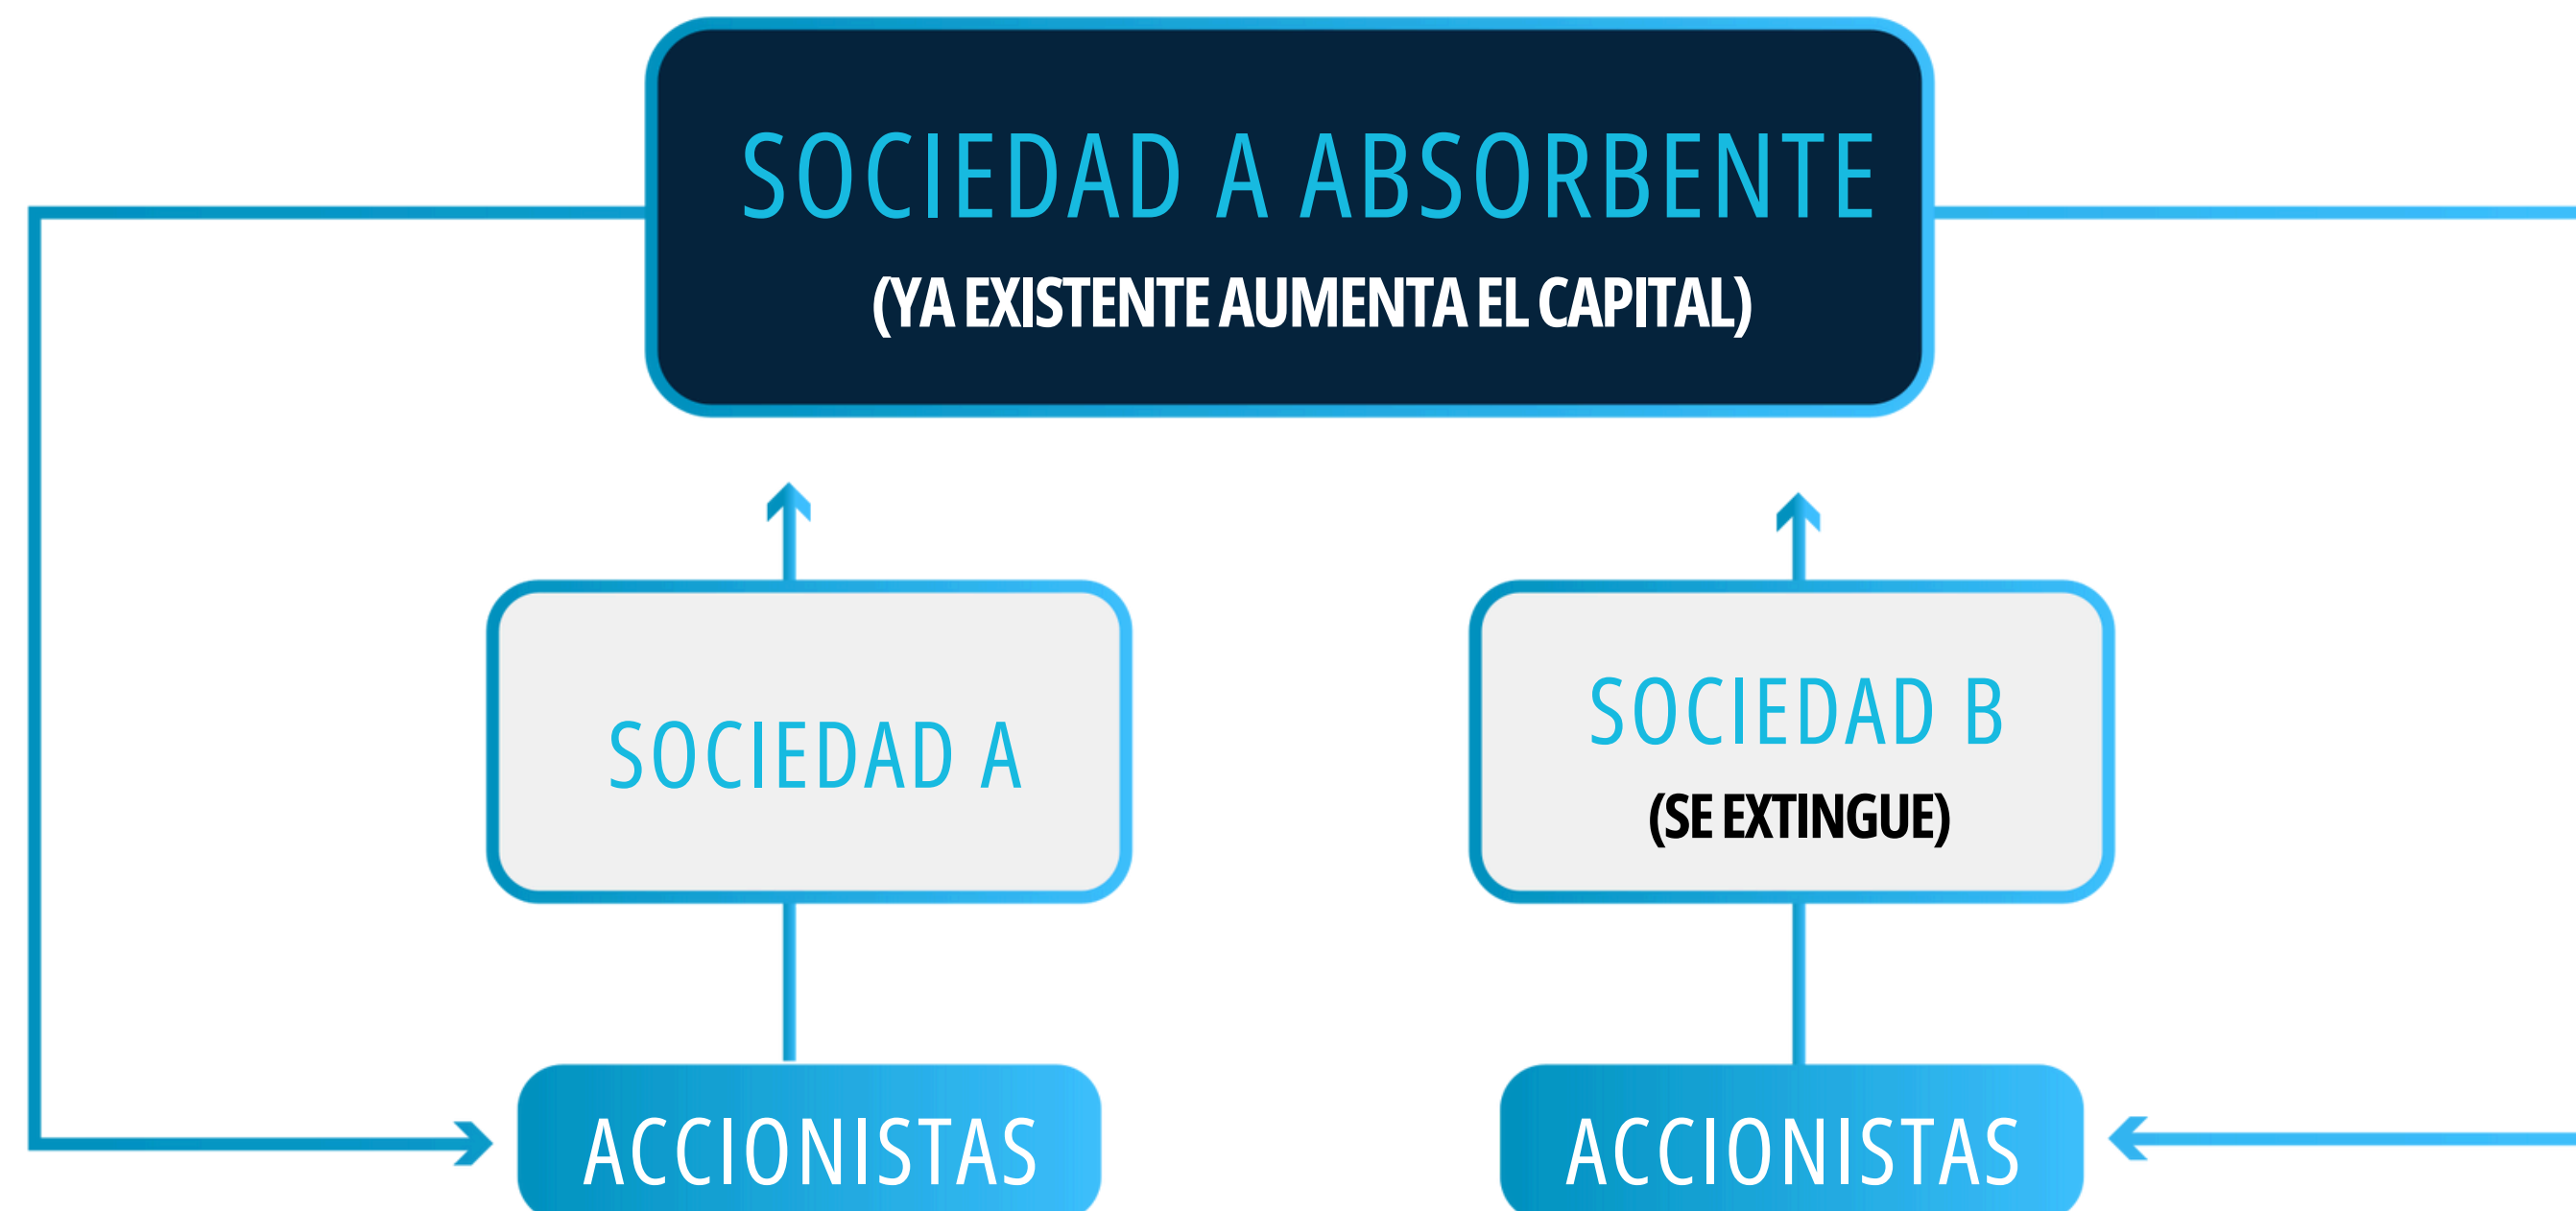 SOCIEDAD A ABSORBENTE
(YA EXISTENTE AUMENTA EL CAPITAL)
SOCIEDAD A
SOCIEDAD B
(SE EXTINGUE)
ACCIONISTAS
ACCIONISTAS